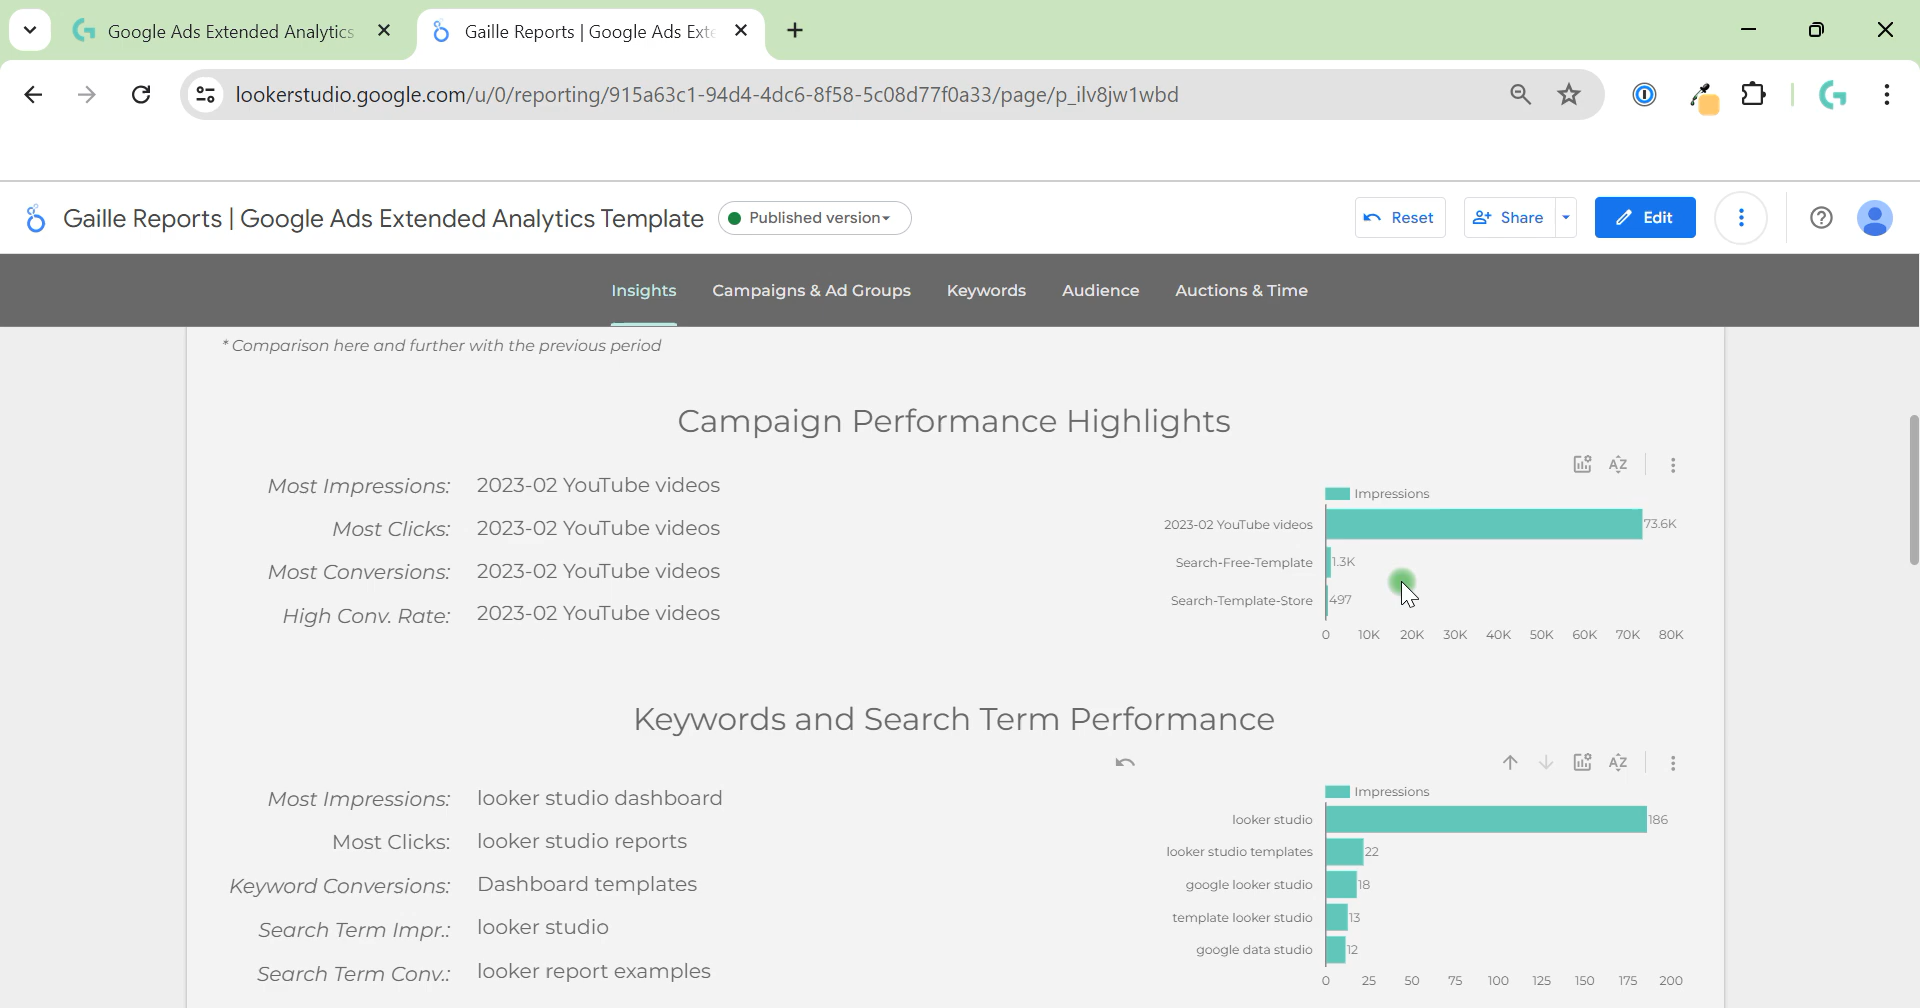 Google Ads Extended Analytics
Gaille Reports | Google Ads Exte
lookerstudio.google.com/u/0/reporting/915a63c1-94d4-4dc6-8f58-5c08d77f0a33/page/p_ilv8jw1wbd
Gaille Reports | Google Ads Extended Analytics Template
Published version
Reset
Share
Edit
Insights
Campaigns & Ad Groups
Keywords
Audience
Auctions & Time
* Comparison here and further with the previous period
Campaign Performance Highlights
Most Impressions: 2023-02 YouTube videos
Most Clicks: 2023-02 YouTube videos
Most Conversions: 2023-02 YouTube videos
High Conv. Rate: 2023-02 YouTube videos
AZ
Impressions
2023-02 YouTube videos 73.6K
Search-Free-Template 1.3K
Search-Template-Store 497
0 10K 20K 30K 40K 50K 60K 70K 80K
Keywords and Search Term Performance
Most Impressions: looker studio dashboard
Most Clicks: looker studio reports
Keyword Conversions: Dashboard templates
Search Term Impr.: looker studio
Search Term Conv.: looker report examples
AZ
Impressions
looker studio 186
looker studio templates 22
google looker studio 18
template looker studio 13
google data studio 12
0 25 50 75 100 125 150 175 200